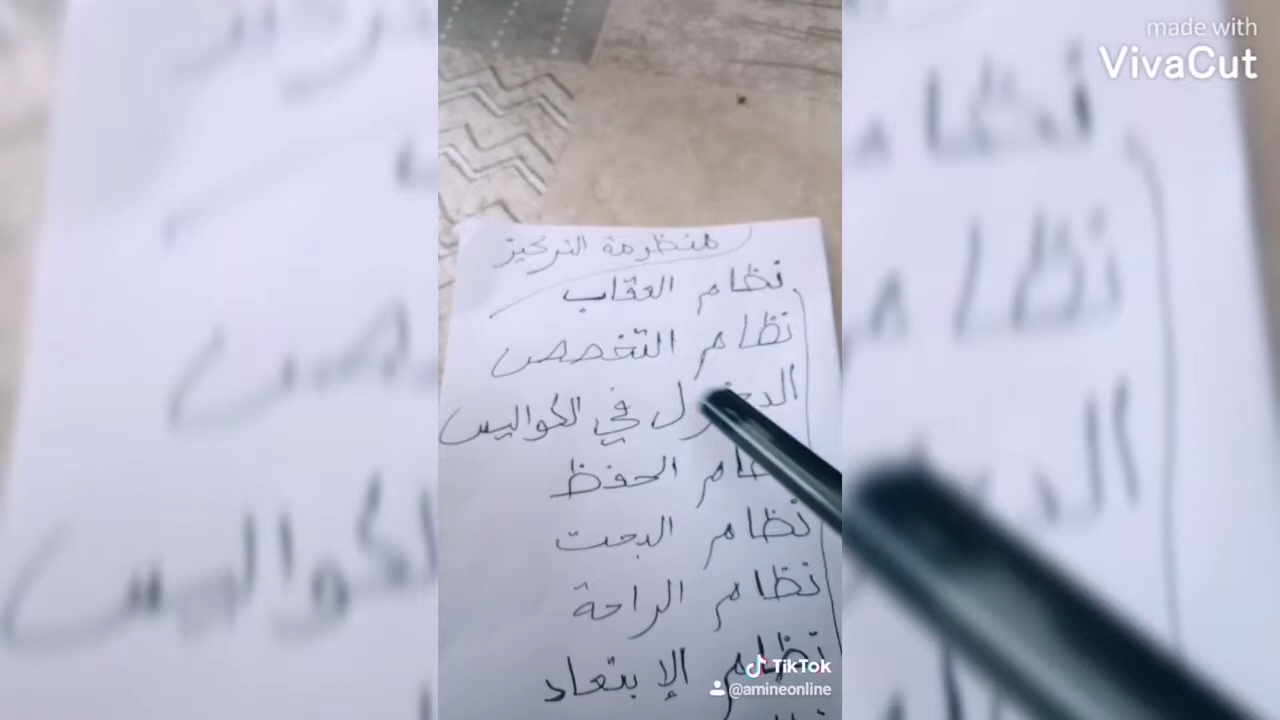 made with
VivaCut
منظومة التركيز
نظام العقاب
نظام التخصص
الدخول في الكواليس
نظام الحفظ
نظام البحت
نظام الراحة
نظام الإبتعاد
TikTok
@amineonline